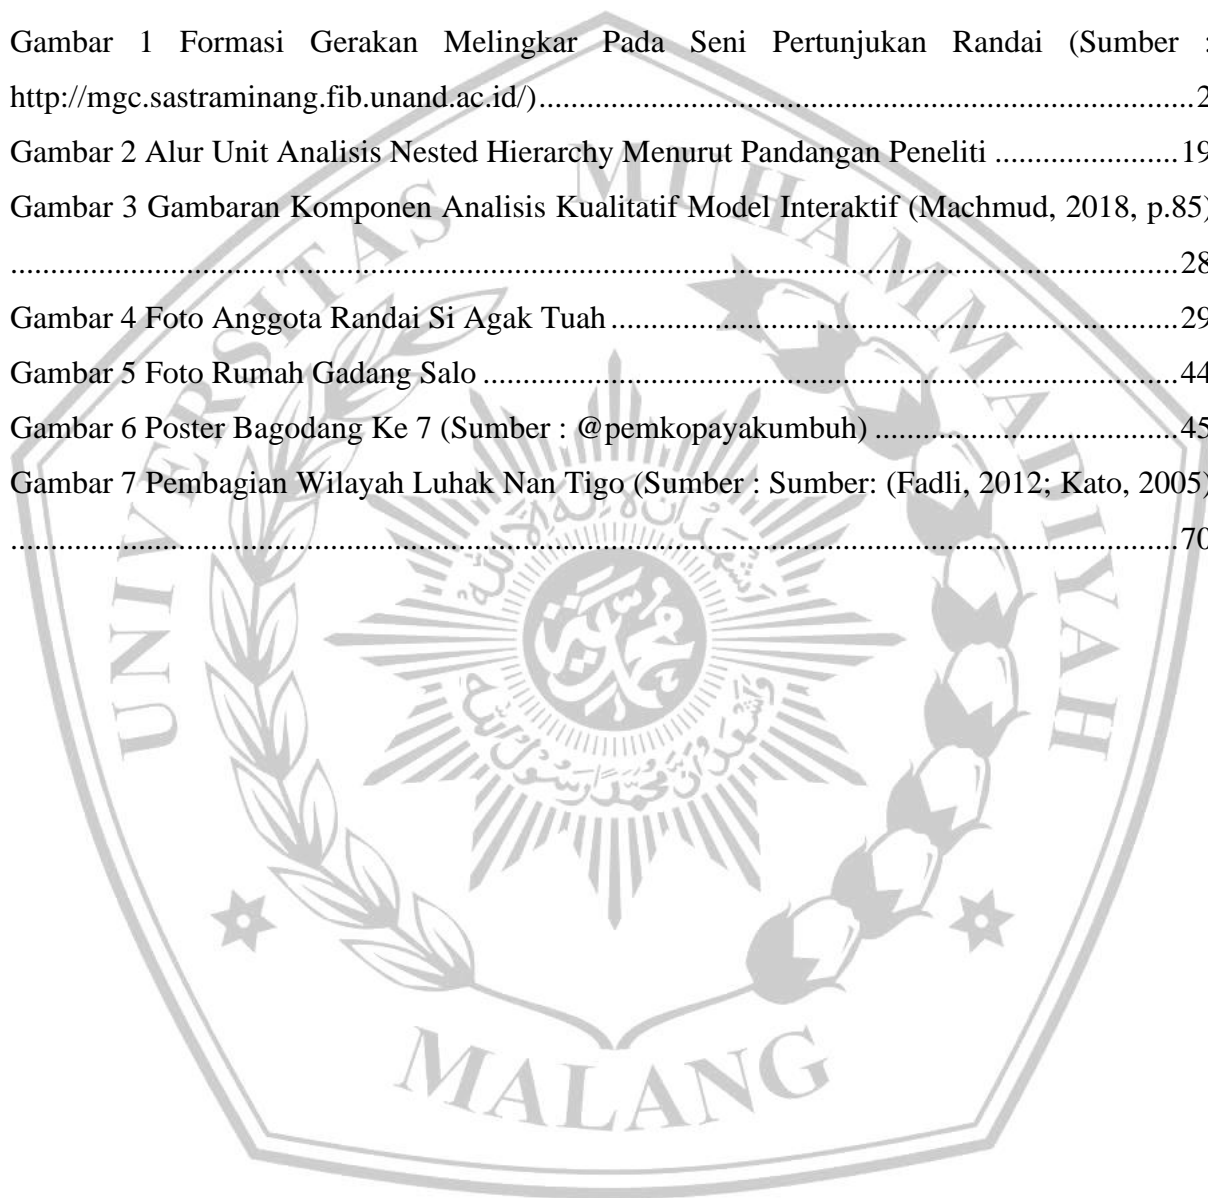 Gambar 1 Formasi Gerakan Melingkar Pada Seni Pertunjukan Randai (Sumber :
http://mgc.sastraminang.fib.unand.ac.id/)..................................................................................2
Gambar 2 Alur Unit Analisis Nested Hierarchy Menurut Pandangan Peneliti .......................19
Gambar 3 Gambaran Komponen Analisis Kualitatif Model Interaktif (Machmud, 2018, p.85)
..................................................................................................................................................28
Gambar 4 Foto Anggota Randai Si Agak Tuah .......................................................................29
Gambar 5 Foto Rumah Gadang Salo .......................................................................................44
Gambar 6 Poster Bagodang Ke 7 (Sumber : @pemkopayakumbuh) ......................................45
Gambar 7 Pembagian Wilayah Luhak Nan Tigo (Sumber : Sumber: (Fadli, 2012; Kato, 2005)
..................................................................................................................................................70
UNIVERSITAS MUHAMMADIYAH
MALANG